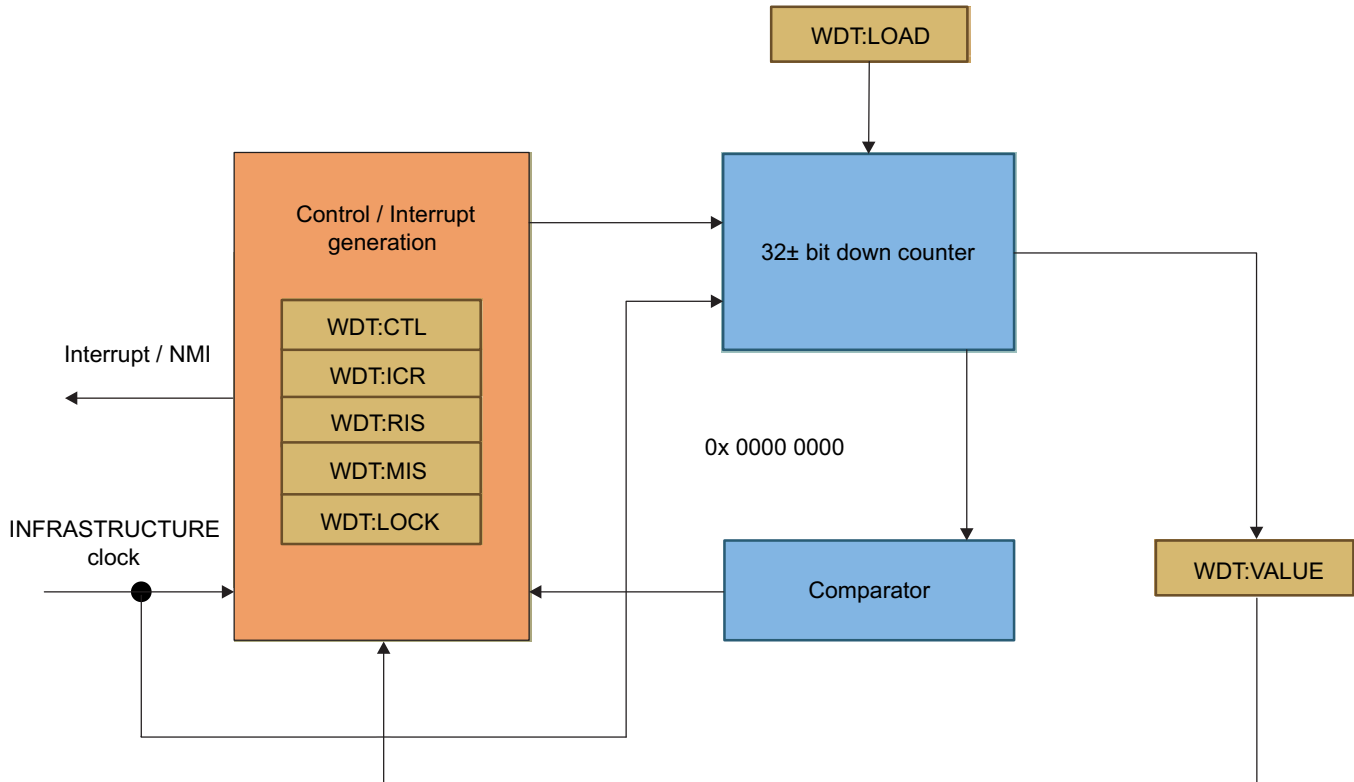 WDT:LOAD
Control / Interrupt
generation
32± bit down counter
WDT:CTL
Interrupt / NMI
WDT:ICR
WDT:RIS
0x 0000 0000
WDT:MIS
WDT:LOCK
INFRASTRUCTURE
clock
Comparator
WDT:VALUE